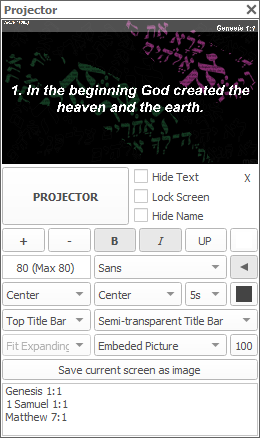 Projector
Genesis 1:1
1. In the beginning God created the
heaven and the earth.
PROJECTOR
Hide Text
X
Lock Screen
Hide Name
+ - B I UP
80 (Max 80) Sans
Center Center 5s
Top Title Bar Semi-transparent Title Bar
Fit Expanding Embeded Picture 100
Save current screen as image
Genesis 1:1
1 Samuel 1:1
Matthew 7:1